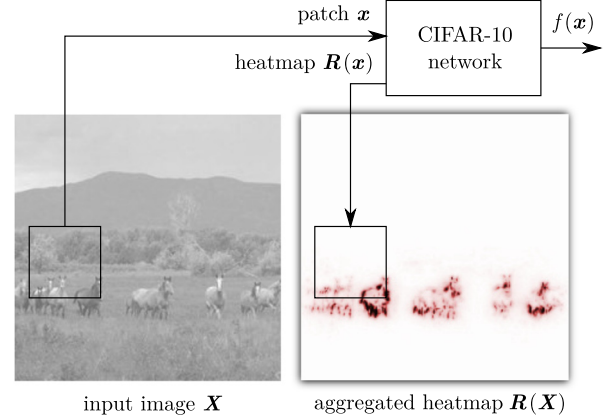 patch x
CIFAR-10
network
f(x)
heatmap R(x)
input image X
aggregated heatmap R(X)